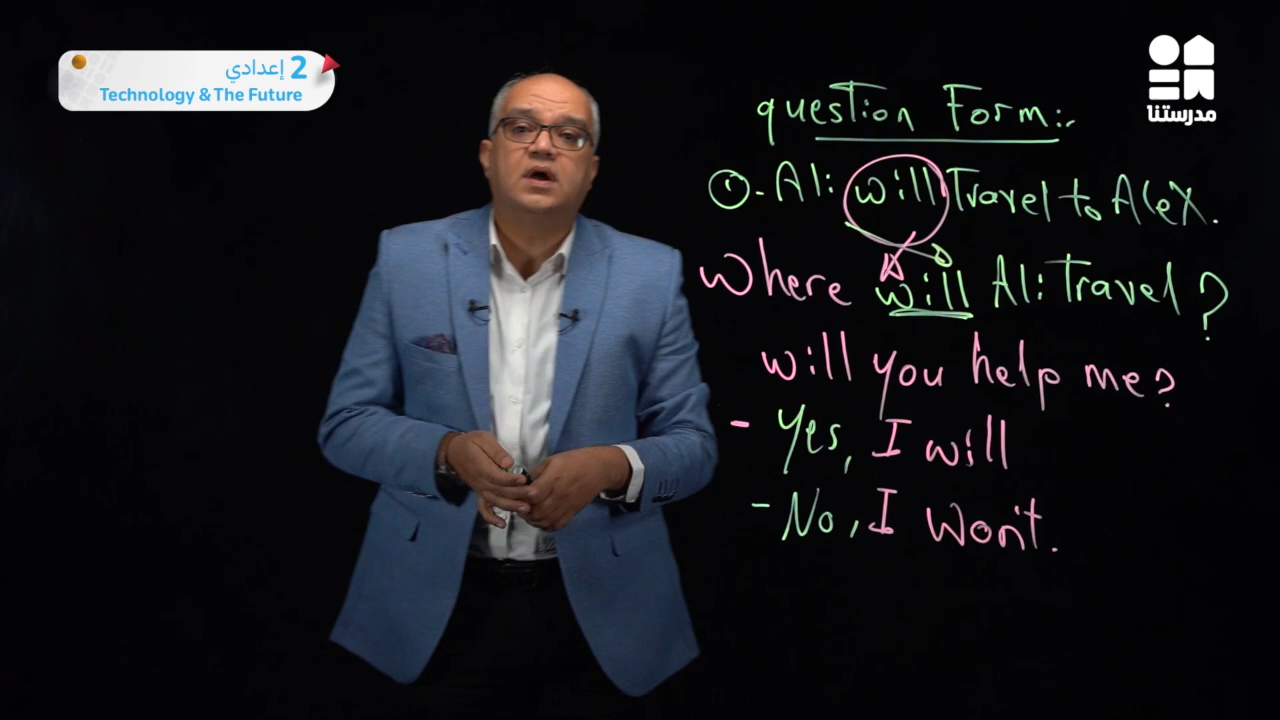 2 إعدادي
Technology & The Future
مدرستنا
question Form:-
①- Ali will Travel to Alex.
Where will Ali Travel?
will you help me?
- Yes, I will
- No, I Won't.